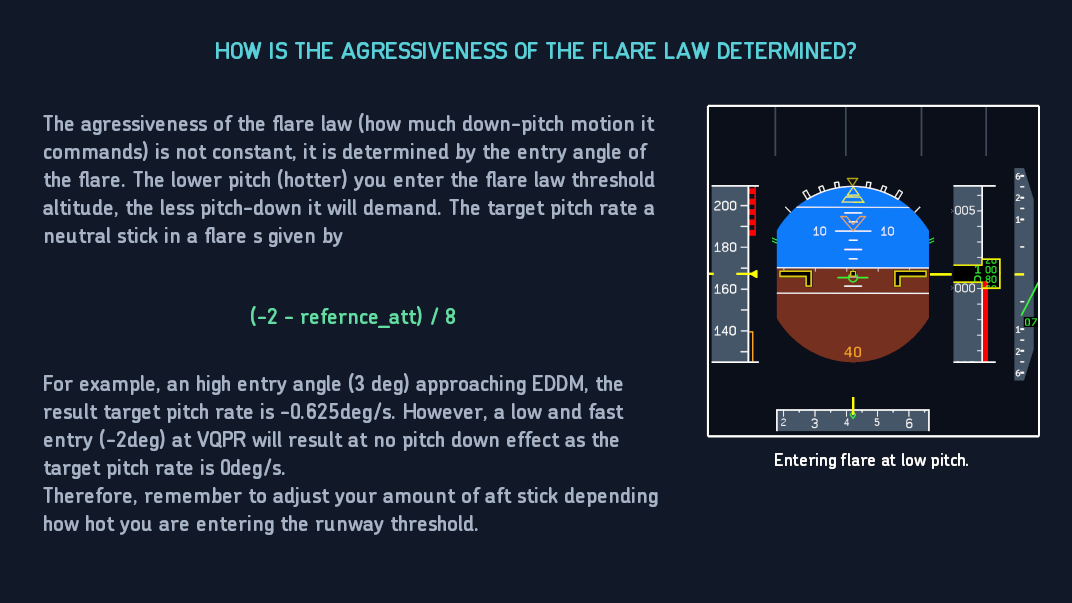 HOW IS THE AGRESSIVENESS OF THE FLARE LAW DETERMINED?
The agressiveness of the flare law (how much down-pitch motion it
commands) is not constant, it is determined by the entry angle of
the flare. The lower pitch (hotter) you enter the flare law threshold
altitude, the less pitch-down it will demand. The target pitch rate a
neutral stick in a flare s given by
(-2 - refernce_att) / 8
For example, an high entry angle (3 deg) approaching EDDM, the
result target pitch rate is -0.625deg/s. However, a low and fast
entry (-2deg) at VQPR will result at no pitch down effect as the
target pitch rate is 0deg/s.
Therefore, remember to adjust your amount of aft stick depending
how hot you are entering the runway threshold.
200
180
160
140
10 10
40
005
000
20
1 00
0 80
6
2
1
1
2
6
07
2 3 4 5 6
Entering flare at low pitch.